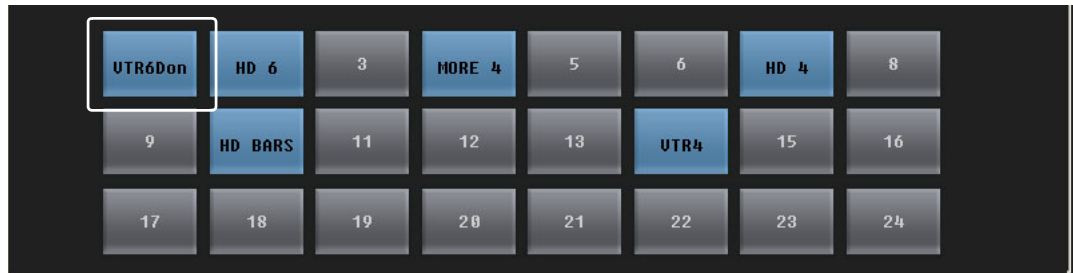 VTR6Don HD 6 3 MORE 4 5 6 HD 4 8
9 HD BARS 11 12 13 VTR4 15 16
17 18 19 20 21 22 23 24